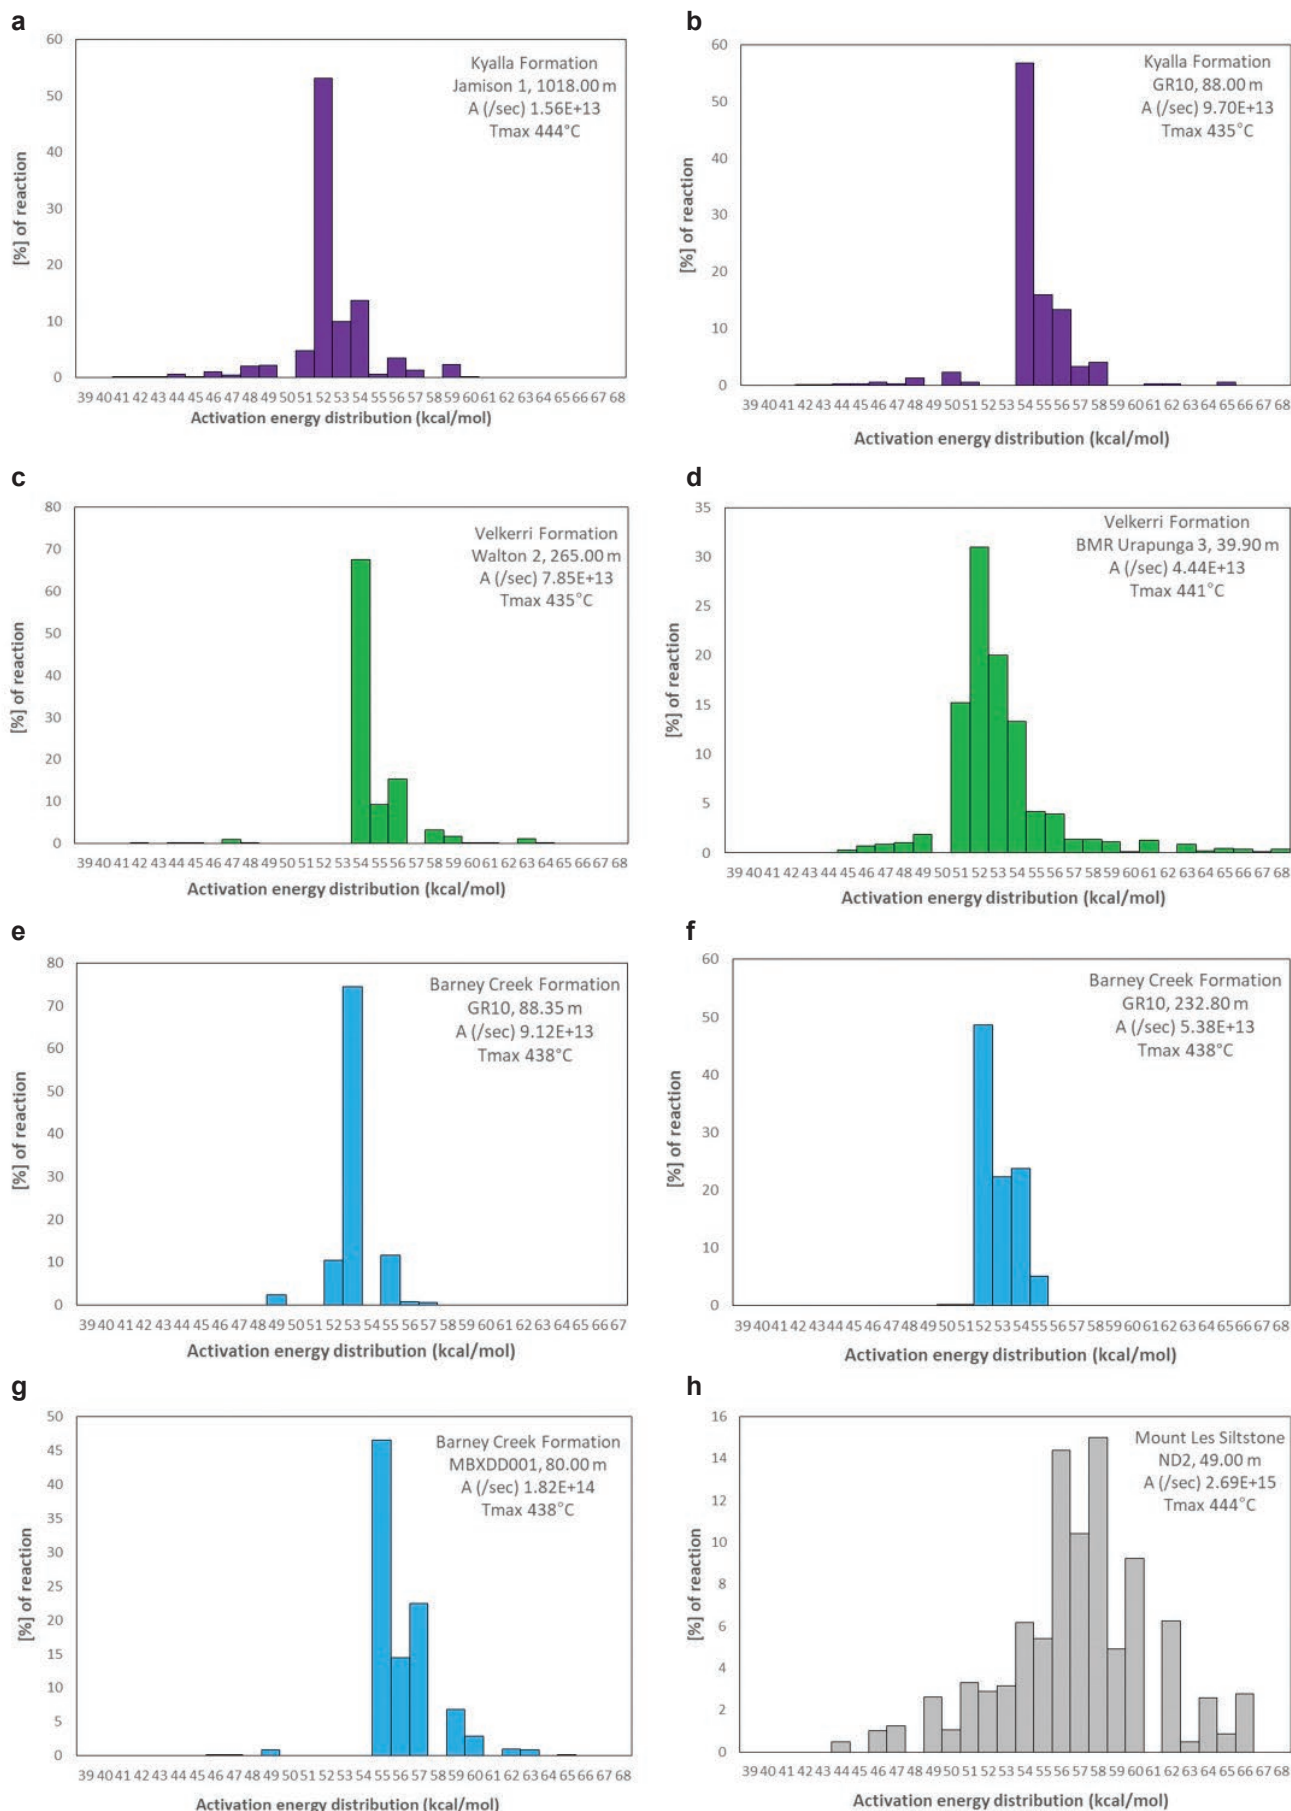 a
60
50
40
30
20
10
0
[%] of reaction
Kyalla Formation
Jamison 1, 1018.00 m
A (/sec) 1.56E+13
Tmax 444°C
39 40 41 42 43 44 45 46 47 48 49 50 51 52 53 54 55 56 57 58 59 60 61 62 63 64 65 66 67 68
Activation energy distribution (kcal/mol)
b
60
50
40
30
20
10
0
[%] of reaction
Kyalla Formation
GR10, 88.00 m
A (/sec) 9.70E+13
Tmax 435°C
39 40 41 42 43 44 45 46 47 48 49 50 51 52 53 54 55 56 57 58 60 61 62 63 64 65 66 67 68
Activation energy distribution (kcal/mol)
c
80
70
60
50
40
30
20
10
0
[%] of reaction
Velkerri Formation
Walton 2, 265.00 m
A (/sec) 7.85E+13
Tmax 435°C
39 40 41 42 43 44 45 46 47 48 49 50 51 52 53 54 55 56 57 58 59 60 61 62 63 64 65 66 67 68
Activation energy distribution (kcal/mol)
d
35
30
25
20
15
10
5
0
[%] of reaction
Velkerri Formation
BMR Urapunga 3, 39.90 m
A (/sec) 4.44E+13
Tmax 441°C
39 40 41 42 43 44 45 46 47 48 49 50 51 52 53 54 55 56 57 58 59 60 61 62 63 64 65 66 67 68
Activation energy distribution (kcal/mol)
e
80
70
60
50
40
30
20
10
0
[%] of reaction
Barney Creek Formation
GR10, 88.35 m
A (/sec) 9.12E+13
Tmax 438°C
39 40 41 42 43 44 45 46 47 48 49 50 51 52 53 54 55 56 57 58 59 60 61 62 63 64 65 66 67
Activation energy distribution (kcal/mol)
f
60
50
40
30
20
10
0
[%] of reaction
Barney Creek Formation
GR10, 232.80 m
A (/sec) 5.38E+13
Tmax 438°C
39 40 41 42 43 44 45 46 47 48 49 50 51 52 53 54 55 56 57 58 59 60 61 62 63 64 65 66 67 68
Activation energy distribution (kcal/mol)
g
50
45
40
35
30
25
20
15
10
5
0
[%] of reaction
Barney Creek Formation
MBXDD001, 80.00 m
A (/sec) 1.82E+14
Tmax 438°C
39 40 41 42 43 44 45 46 47 48 49 50 51 52 53 54 55 56 57 58 59 60 61 62 63 64 65 66 67 68
Activation energy distribution (kcal/mol)
h
16
14
12
10
8
6
4
2
0
[%] of reaction
Mount Les Siltstone
ND2, 49.00 m
A (/sec) 2.69E+15
Tmax 444°C
39 40 41 42 43 44 45 46 47 48 49 50 51 52 53 54 55 56 57 58 59 60 61 62 63 64 65 66 67 68
Activation energy distribution (kcal/mol)